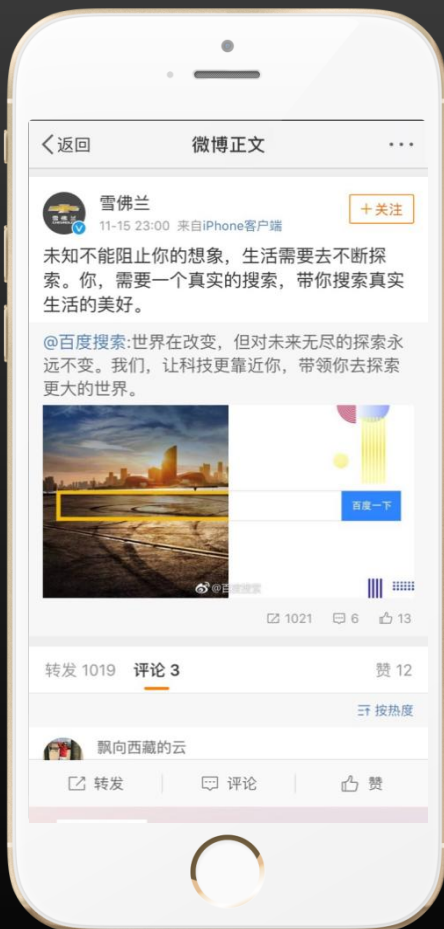 返回
微博正文
雪佛兰
雪佛兰
11-15 23:00 来自iPhone客户端
+关注
未知不能阻止你的想象，生活需要去不断探
索。你，需要一个真实的搜索，带你搜索真实
生活的美好。
@百度搜索:世界在改变，但对未来无尽的探索永
远不变。我们，让科技更靠近你，带领你去探索
更大的世界。
百度一下
@百度搜索
1021 6 13
转发 1019 评论 3 赞 12
按热度
飘向西藏的云
转发 评论 赞